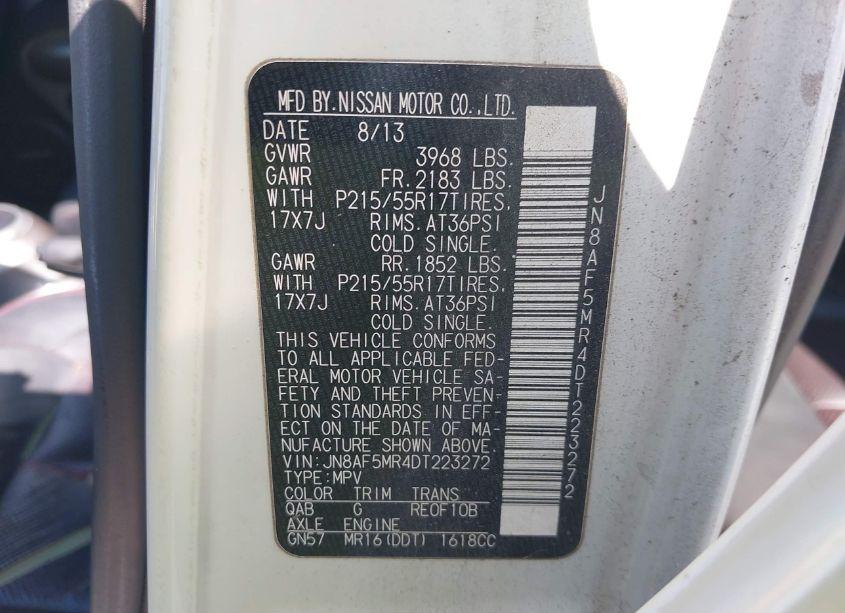 MFD BY.NISSAN MOTOR CO.,LTD.
DATE 8/13
GVWR 3968 LBS.
GAWR FR.2183 LBS.
WITH P215/55R17TIRES.
17X7J RIMS.AT36PSI
COLD SINGLE.
GAWR RR.1852 LBS.
WITH P215/55R17TIRES.
17X7J RIMS.AT36PSI
COLD SINGLE.
THIS VEHICLE CONFORMS
TO ALL APPLICABLE FED-
ERAL MOTOR VEHICLE SA-
FETY AND THEFT PREVEN-
TION STANDARDS IN EFF-
ECT ON THE DATE OF MA-
NUFACTURE SHOWN ABOVE.
VIN:JN8AF5MR4DT223272
TYPE:MPV
COLOR TRIM TRANS
QAB G REOF10B
AXLE ENGINE
GN57 MR16(DDT) 1618CC
JN8AF5MR4DT223272